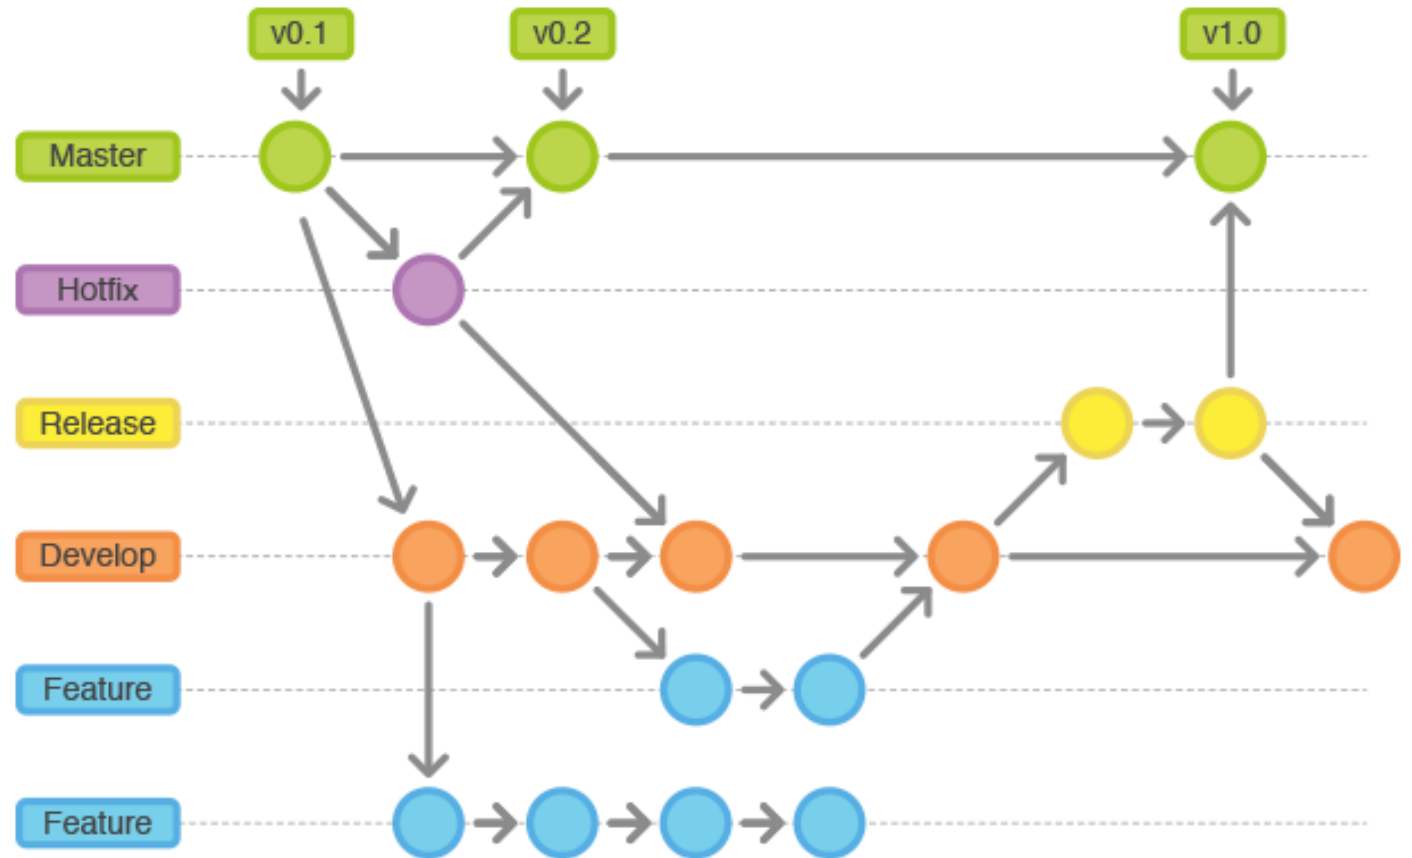 v0.1
v0.2
v1.0
Master
Hotfix
Release
Develop
Feature
Feature